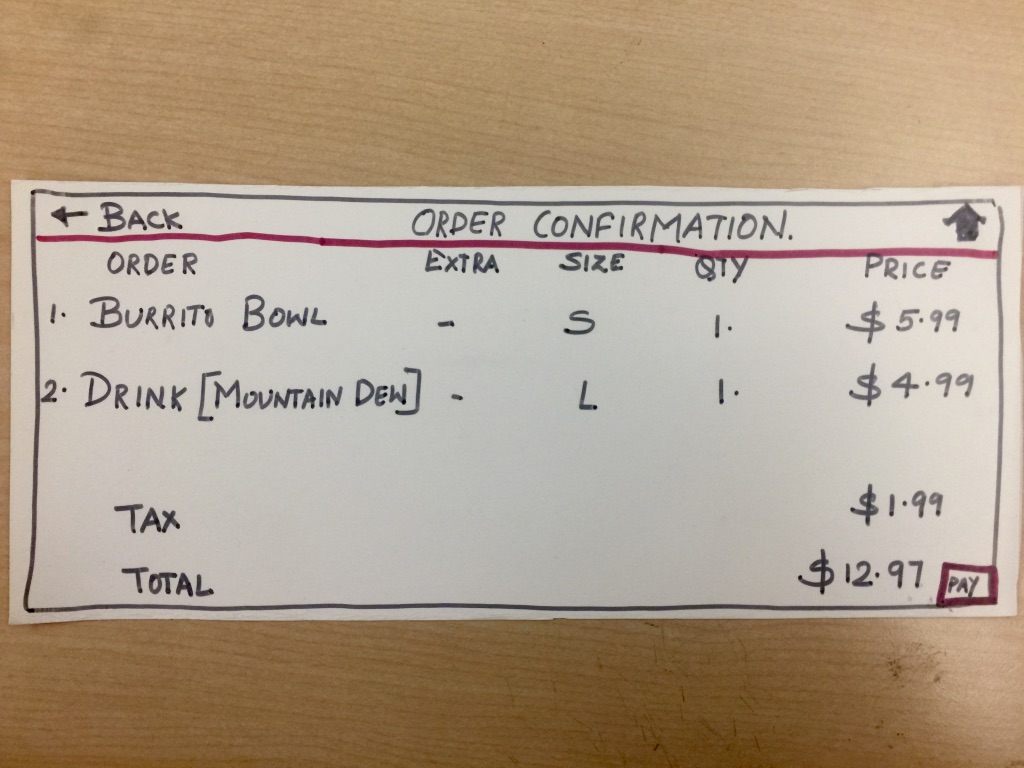 ← BACK ORDER CONFIRMATION.
ORDER EXTRA SIZE QTY PRICE
1. BURRITO BOWL - S 1. $5.99
2. DRINK [MOUNTAIN DEW] - L 1. $4.99
TAX $1.99
TOTAL $12.97 PAY